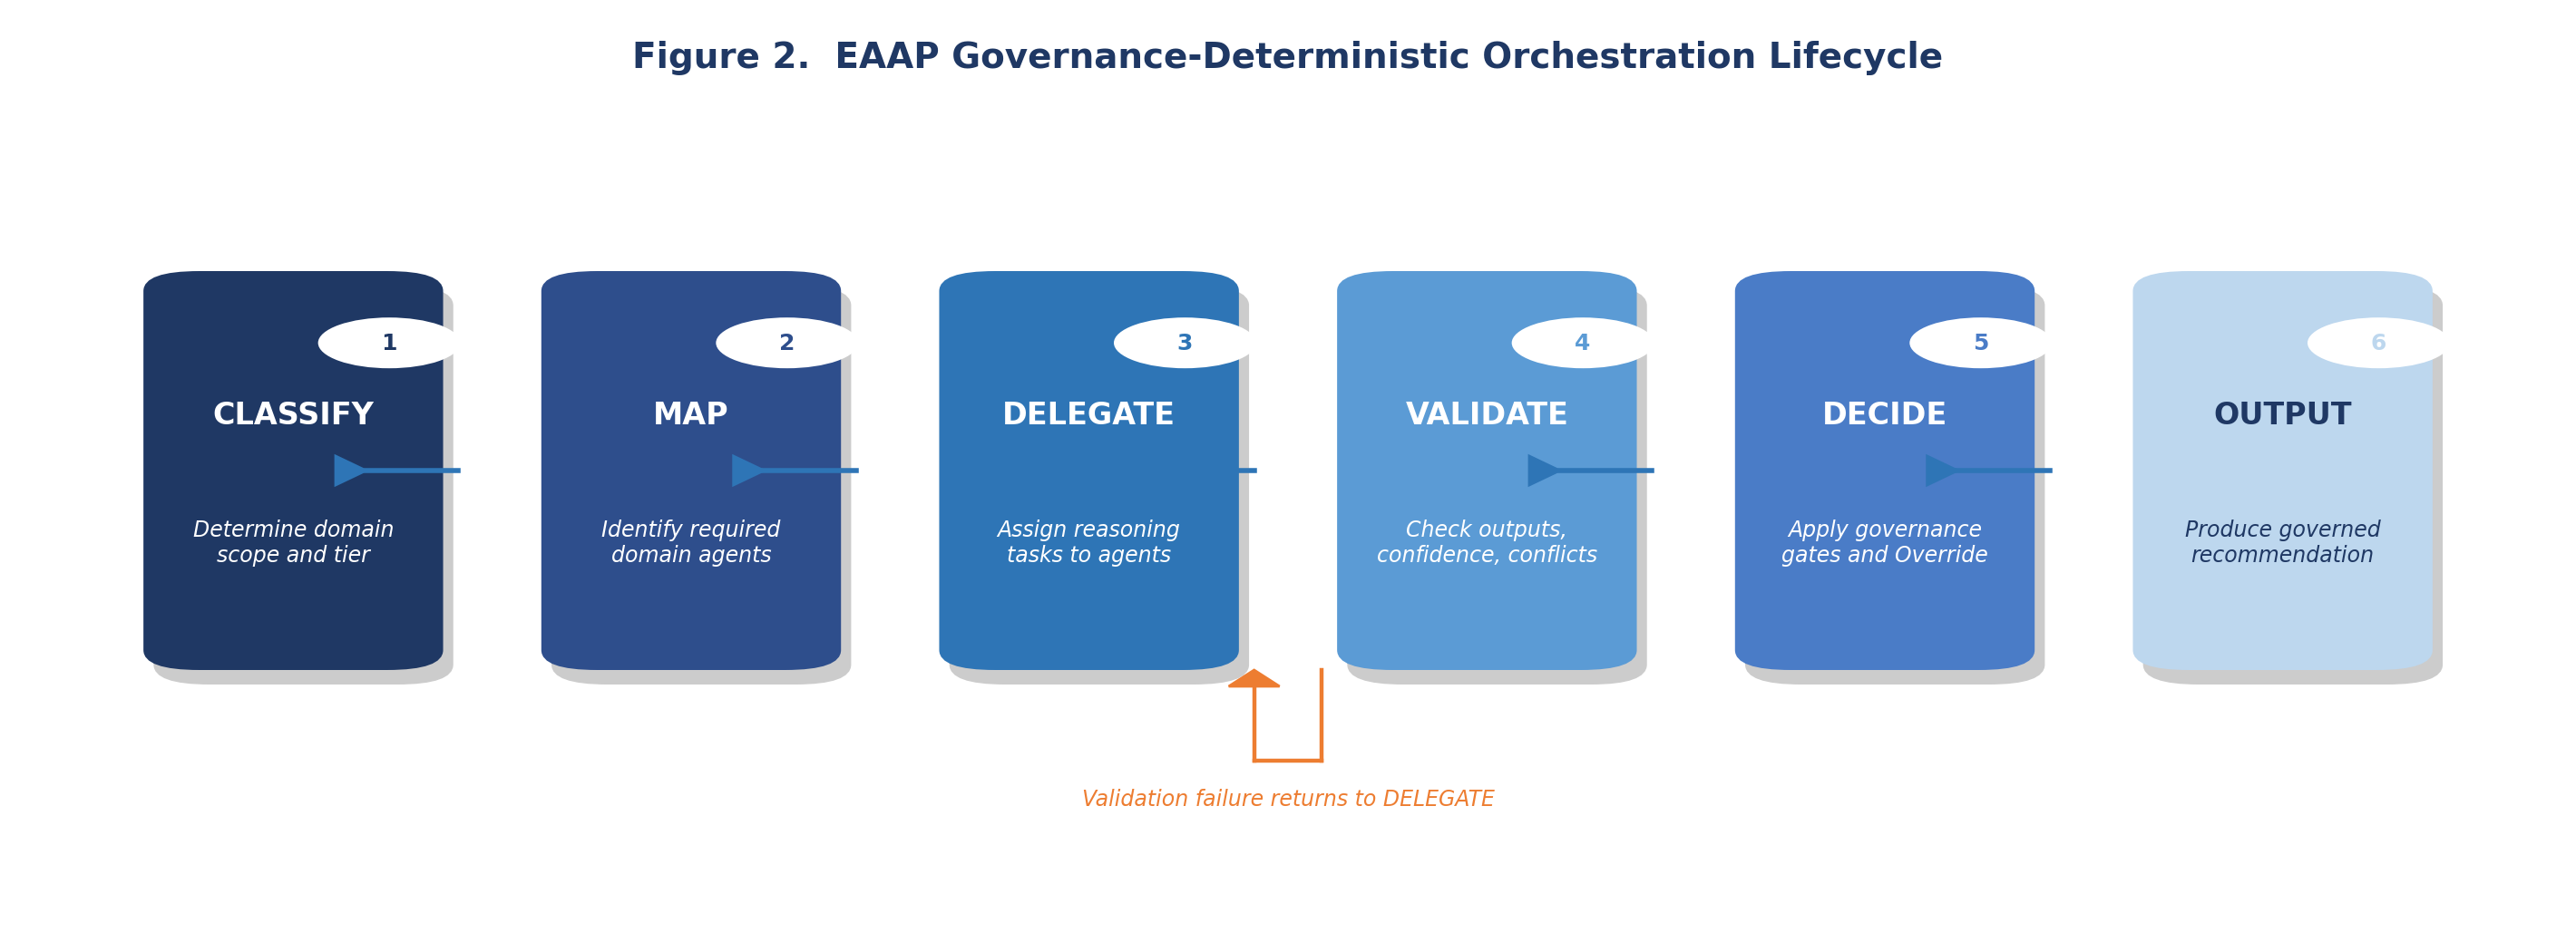 Figure 2.  EAAP Governance-Deterministic Orchestration Lifecycle
1
CLASSIFY
Determine domain
scope and tier
2
MAP
Identify required
domain agents
3
DELEGATE
Assign reasoning
tasks to agents
4
VALIDATE
Check outputs,
confidence, conflicts
5
DECIDE
Apply governance
gates and Override
6
OUTPUT
Produce governed
recommendation
Validation failure returns to DELEGATE